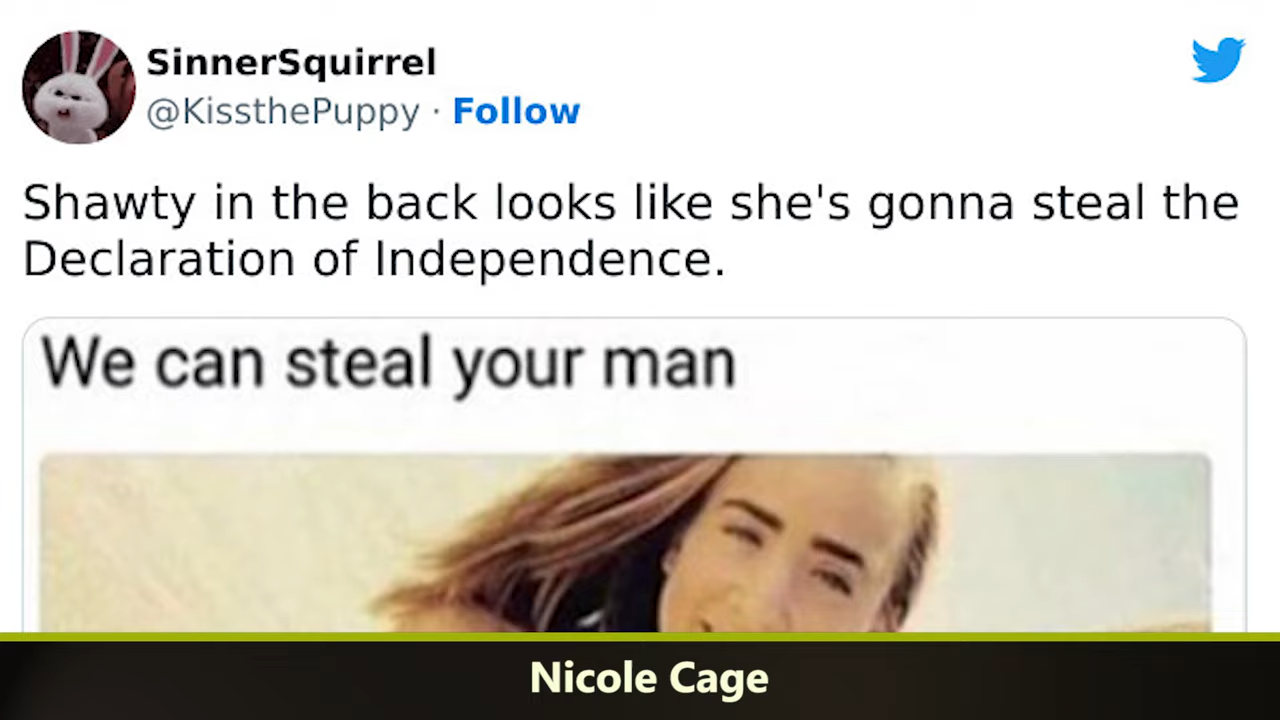 SinnerSquirrel
@KissthePuppy · Follow
Shawty in the back looks like she's gonna steal the
Declaration of Independence.
We can steal your man
Nicole Cage